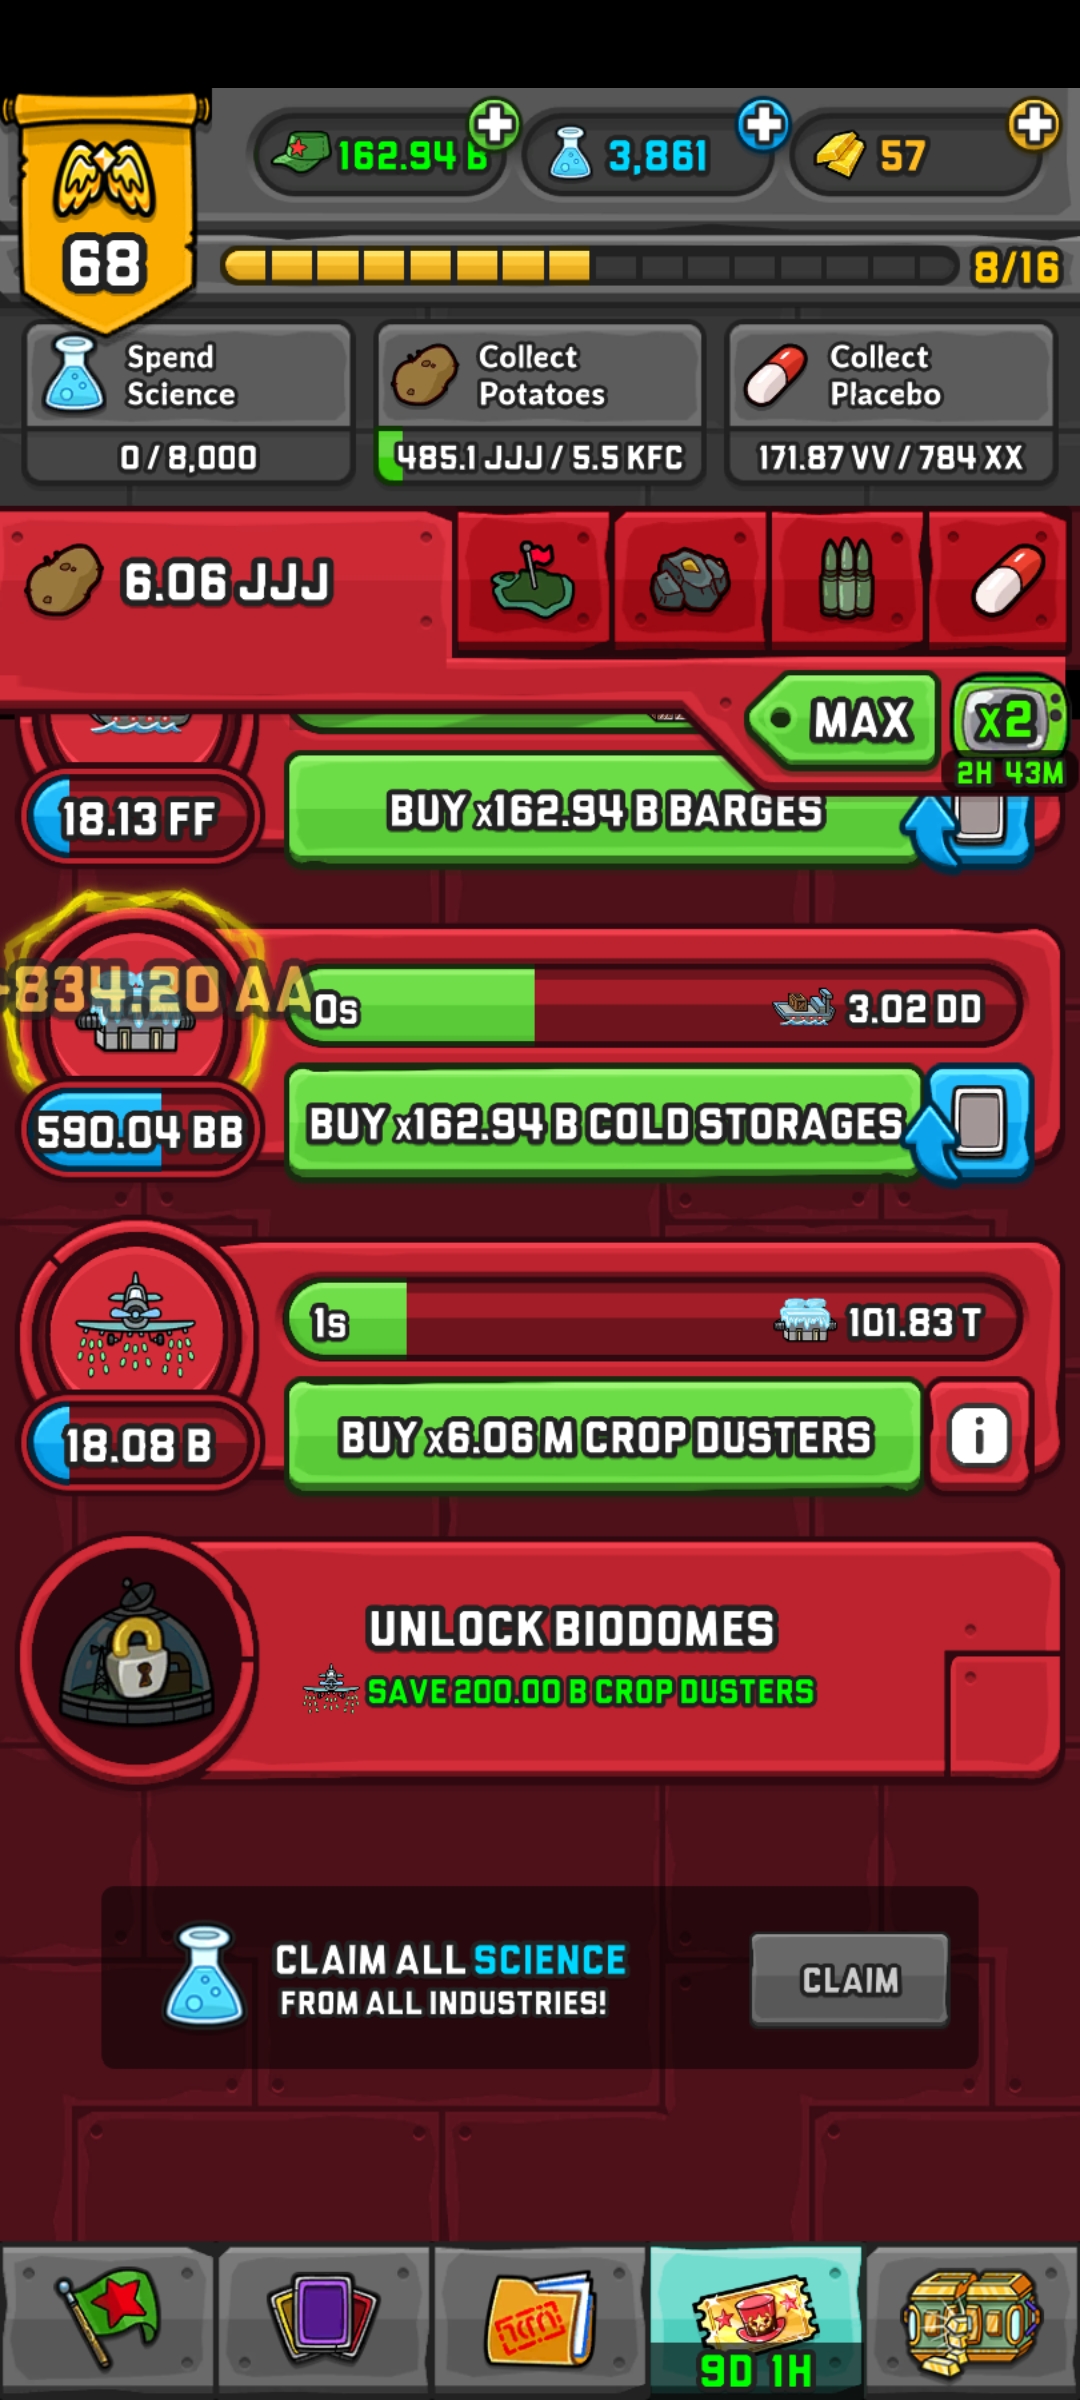 162.94 B
3,861
57
68
8/16
Spend
Science
0 / 8,000
Collect
Potatoes
485.1 JJJ / 5.5 KFC
Collect
Placebo
171.87 VV / 784 XX
6.06 JJJ
MAX
X2
2H 43M
18.13 FF
BUY x162.94 B BARGES
834.20 AA
0s
3.02 DD
590.04 BB
BUY x162.94 B COLD STORAGES
1s
101.83 T
18.08 B
BUY x6.06 M CROP DUSTERS
i
UNLOCK BIODOMES
SAVE 200.00 B CROP DUSTERS
CLAIM ALL SCIENCE
FROM ALL INDUSTRIES!
CLAIM
9D 1H